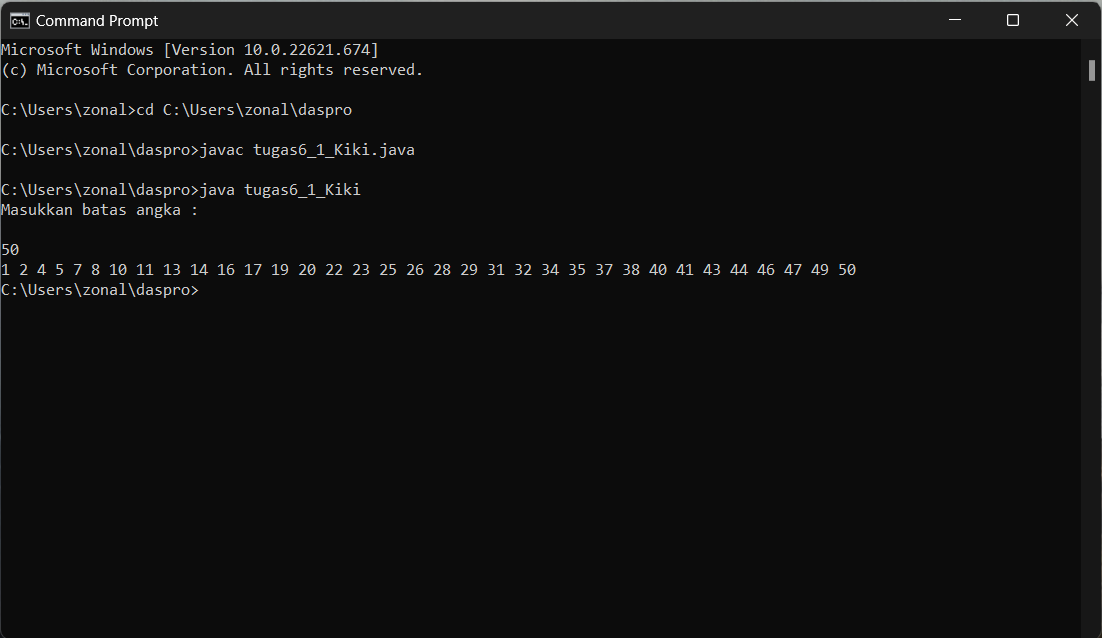 Command Prompt
Microsoft Windows [Version 10.0.22621.674]
(c) Microsoft Corporation. All rights reserved.
C:\Users\zonal>cd C:\Users\zonal\daspro
C:\Users\zonal\daspro>javac tugas6_1_Kiki.java
C:\Users\zonal\daspro>java tugas6_1_Kiki
Masukkan batas angka :
50
1 2 4 5 7 8 10 11 13 14 16 17 19 20 22 23 25 26 28 29 31 32 34 35 37 38 40 41 43 44 46 47 49 50
C:\Users\zonal\daspro>